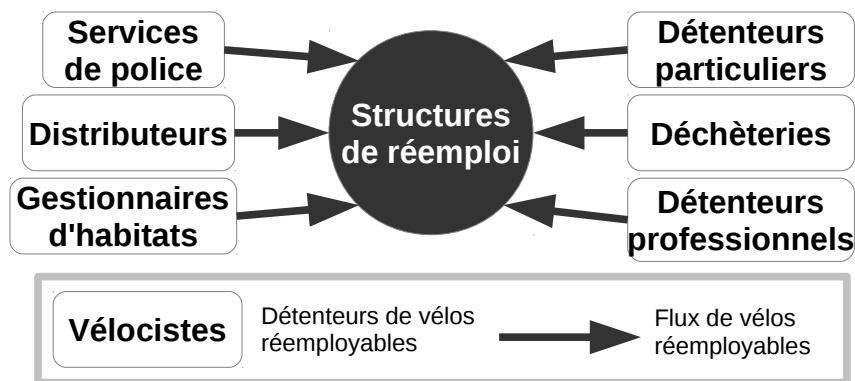 Services
de police
Distributeurs
Gestionnaires
d'habitats
Structures
de réemploi
Détenteurs
particuliers
Déchèteries
Détenteurs
professionnels
Vélocistes
Détenteurs de vélos
réemployables
Flux de vélos
réemployables